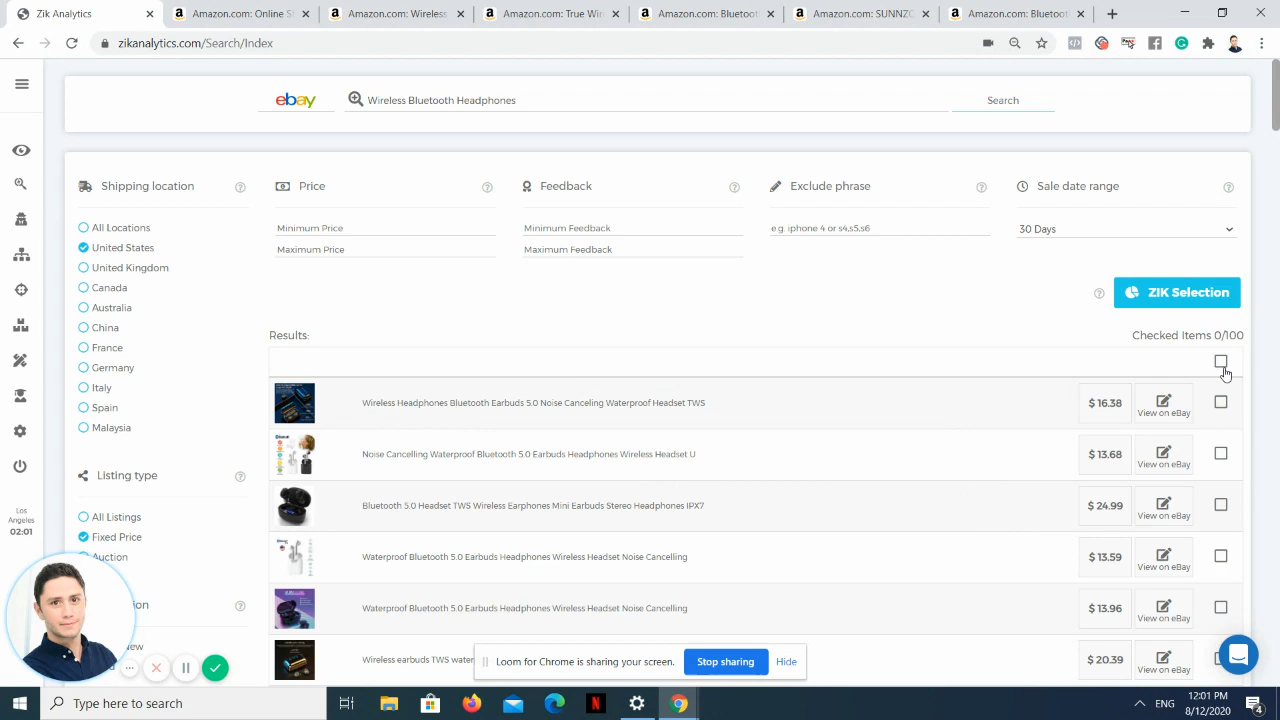 Zik Analytics
Amazon.com: Online S
Amazon.com: Wireless
Amazon.com: True Wir
Amazon.com: Bluetoot
Amazon.com: SUNNZO
Amazon.com: Bluetoot
zikanalytics.com/Search/Index
ebay
Wireless Bluetooth Headphones
Search
Shipping location
Price
Feedback
Exclude phrase
Sale date range
All Locations
Minimum Price
Minimum Feedback
e.g. iphone 4 or s4,s5,s6
30 Days
United States
Maximum Price
Maximum Feedback
United Kingdom
Canada
Australia
China
France
Germany
Italy
Spain
Malaysia
ZIK Selection
Results:
Checked Items 0/100
Wireless Headphones Bluetooth Earbuds 5.0 Noise Canceling Waterproof Headset TWS
$ 16.38
View on eBay
Noise Cancelling Waterproof Bluetooth 5.0 Earbuds Headphones Wireless Headset U
$ 13.68
View on eBay
Bluetooth 5.0 Headset TWS Wireless Earphones Mini Earbuds Stereo Headphones IPX7
$ 24.99
View on eBay
Waterproof Bluetooth 5.0 Earbuds Headphones Wireless Headset Noise Cancelling
$ 13.59
View on eBay
Waterproof Bluetooth 5.0 Earbuds Headphones Wireless Headset Noise Cancelling
$ 13.96
View on eBay
Wireless earbuds TWS water
$ 20.39
View on eBay
Listing type
All Listings
Fixed Price
Auction
Los
Angeles
02:01
Loom for Chrome is sharing your screen.
Stop sharing
Hide
Type here to search
ENG
12:01 PM
8/12/2020
4